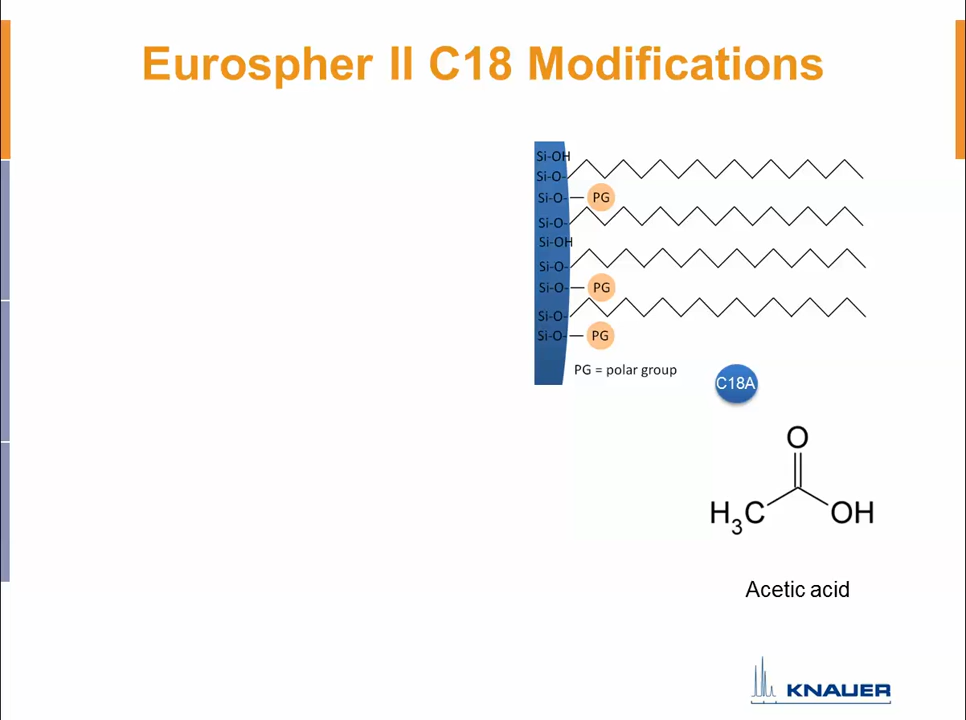 Eurospher II C18 Modifications
Si-OH
Si-O-
Si-O- PG
Si-O-
Si-OH
Si-O-
Si-O- PG
Si-O-
Si-O- PG
PG = polar group
C18A
O
H₃C OH
Acetic acid
KNAUER